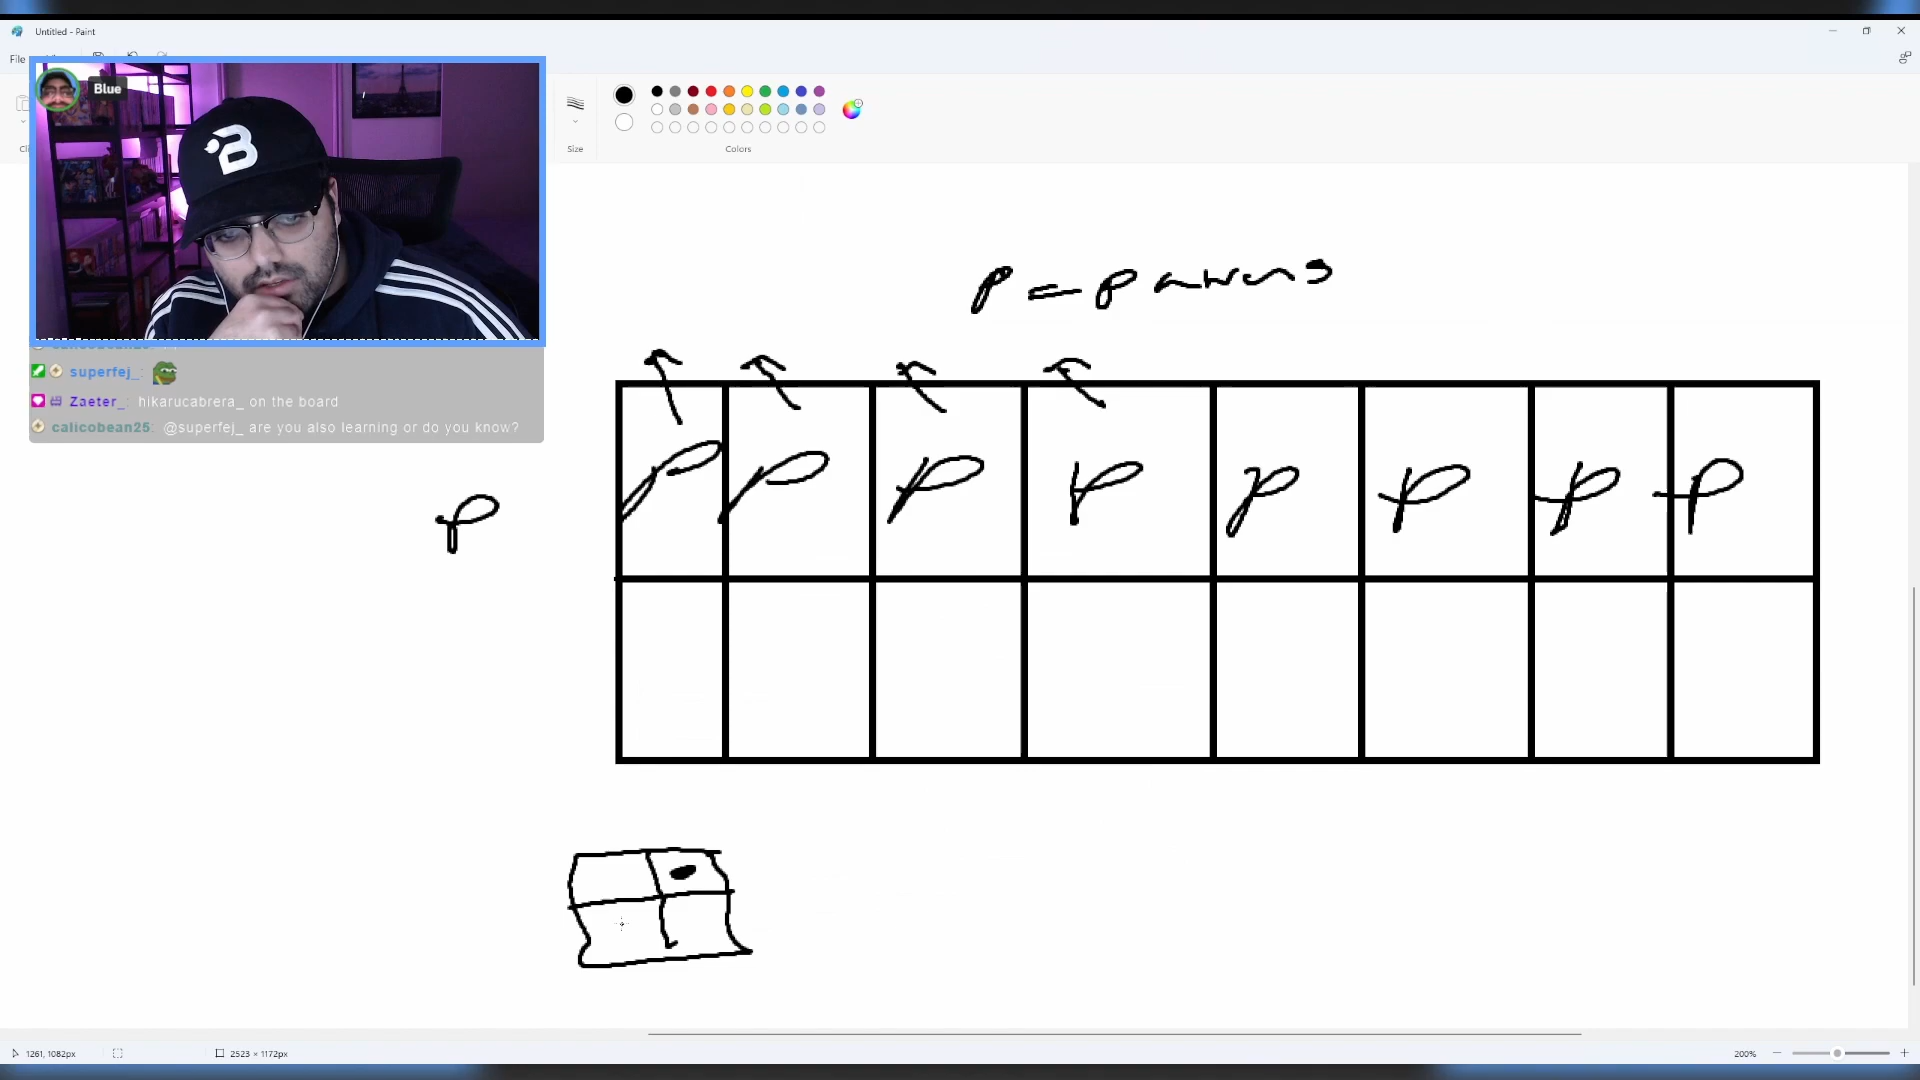 Untitled - Paint
File
Blue
B
Size
Colors
superfej_:
Zaeter_: hikarucabrera_ on the board
calicobean25: @superfej_ are you also learning or do you know?
P = Pawns
P P P P P P P P
P
1261, 1082px
2523 × 1172px
200%